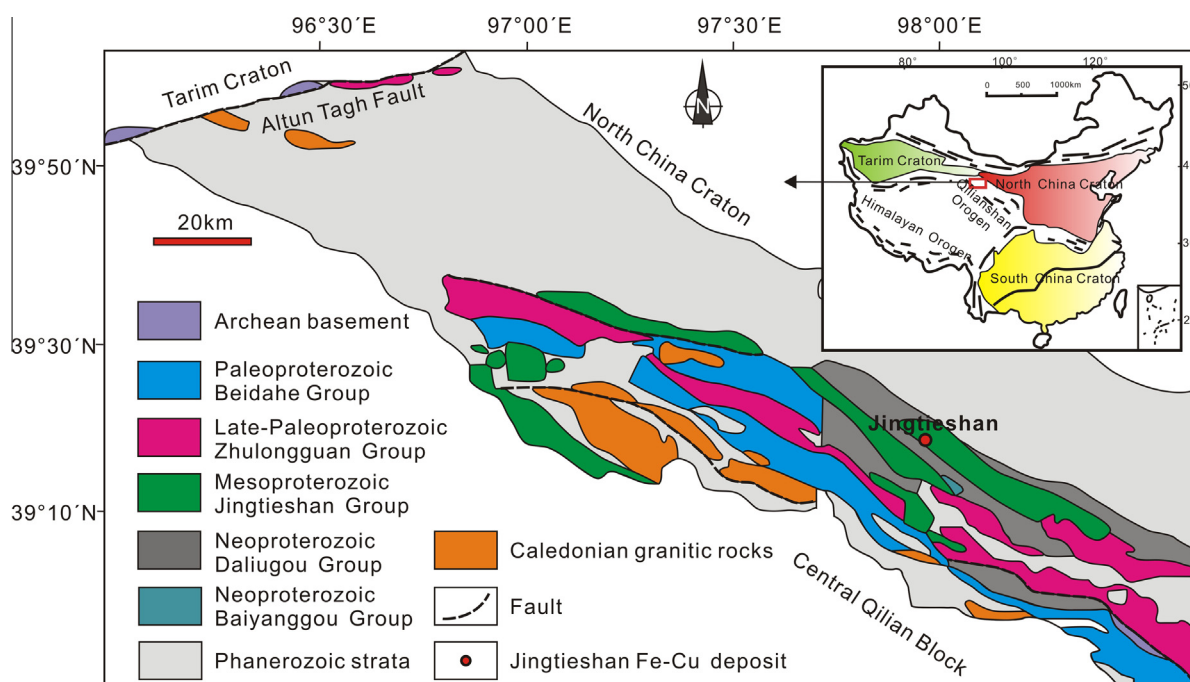 96°30´E
97°00´E
97°30´E
98°00´E
Tarim Craton
Altun Tagh Fault
North China Craton
N
39°50´N
20km
39°30´N
39°10´N
80°
100°
120°
0
500
1000km
Tarim Craton
North China Craton
Qilianshan
Orogen
Himalayan Orogen
South China Craton
Jingtieshan
Central Qilian Block
Archean basement
Paleoproterozoic
Beidahe Group
Late-Paleoproterozoic
Zhulongguan Group
Mesoproterozoic
Jingtieshan Group
Neoproterozoic
Daliugou Group
Neoproterozoic
Baiyanggou Group
Phanerozoic strata
Caledonian granitic rocks
Fault
Jingtieshan Fe-Cu deposit